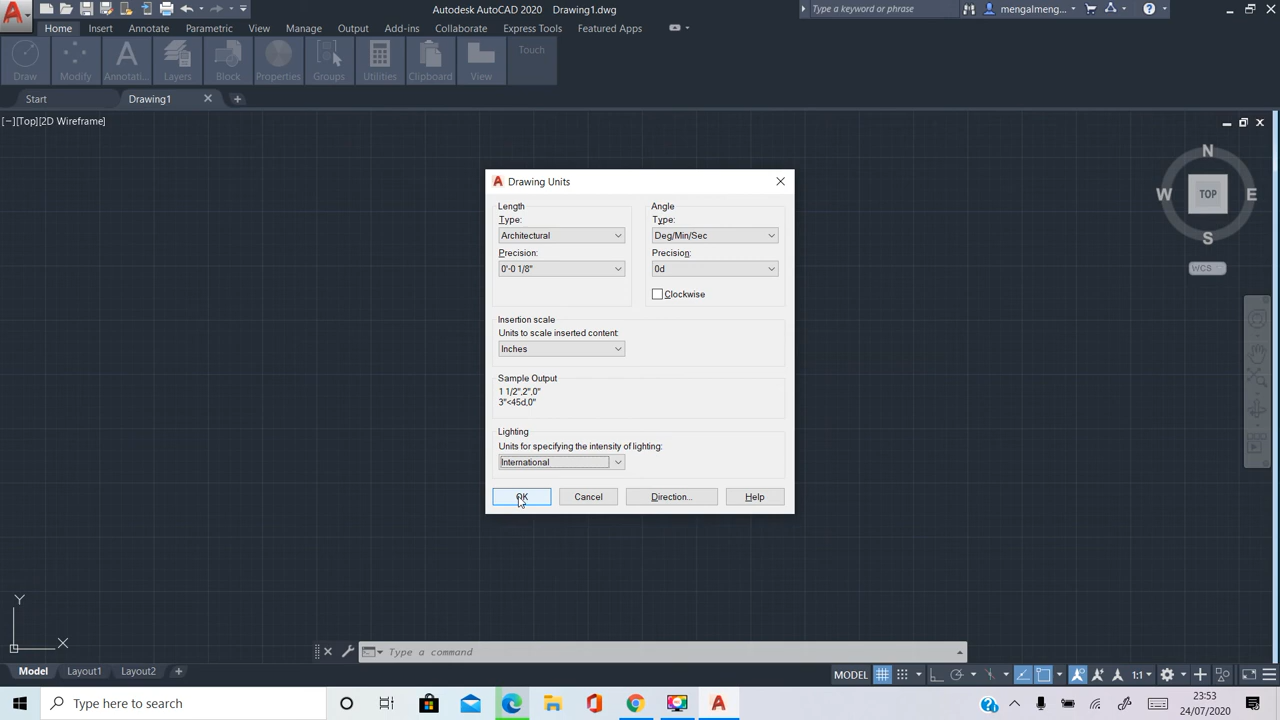 Autodesk AutoCAD 2020 Drawing1.dwg
Type a keyword or phrase
mengalmeng...
Home Insert Annotate Parametric View Manage Output Add-ins Collaborate Express Tools Featured Apps
Draw Modify Annotati... Layers Block Properties Groups Utilities Clipboard View Touch
Start Drawing1
[−][Top][2D Wireframe]
N
W TOP E
S
WCS
Drawing Units
Length
Type:
Architectural
Precision:
0'-0 1/8"
Angle
Type:
Deg/Min/Sec
Precision:
0d
Clockwise
Insertion scale
Units to scale inserted content:
Inches
Sample Output
1 1/2",2",0"
3"<45d,0"
Lighting
Units for specifying the intensity of lighting:
International
OK Cancel Direction... Help
Y
X
Type a command
Model Layout1 Layout2
MODEL 1:1
Type here to search
23:53
24/07/2020